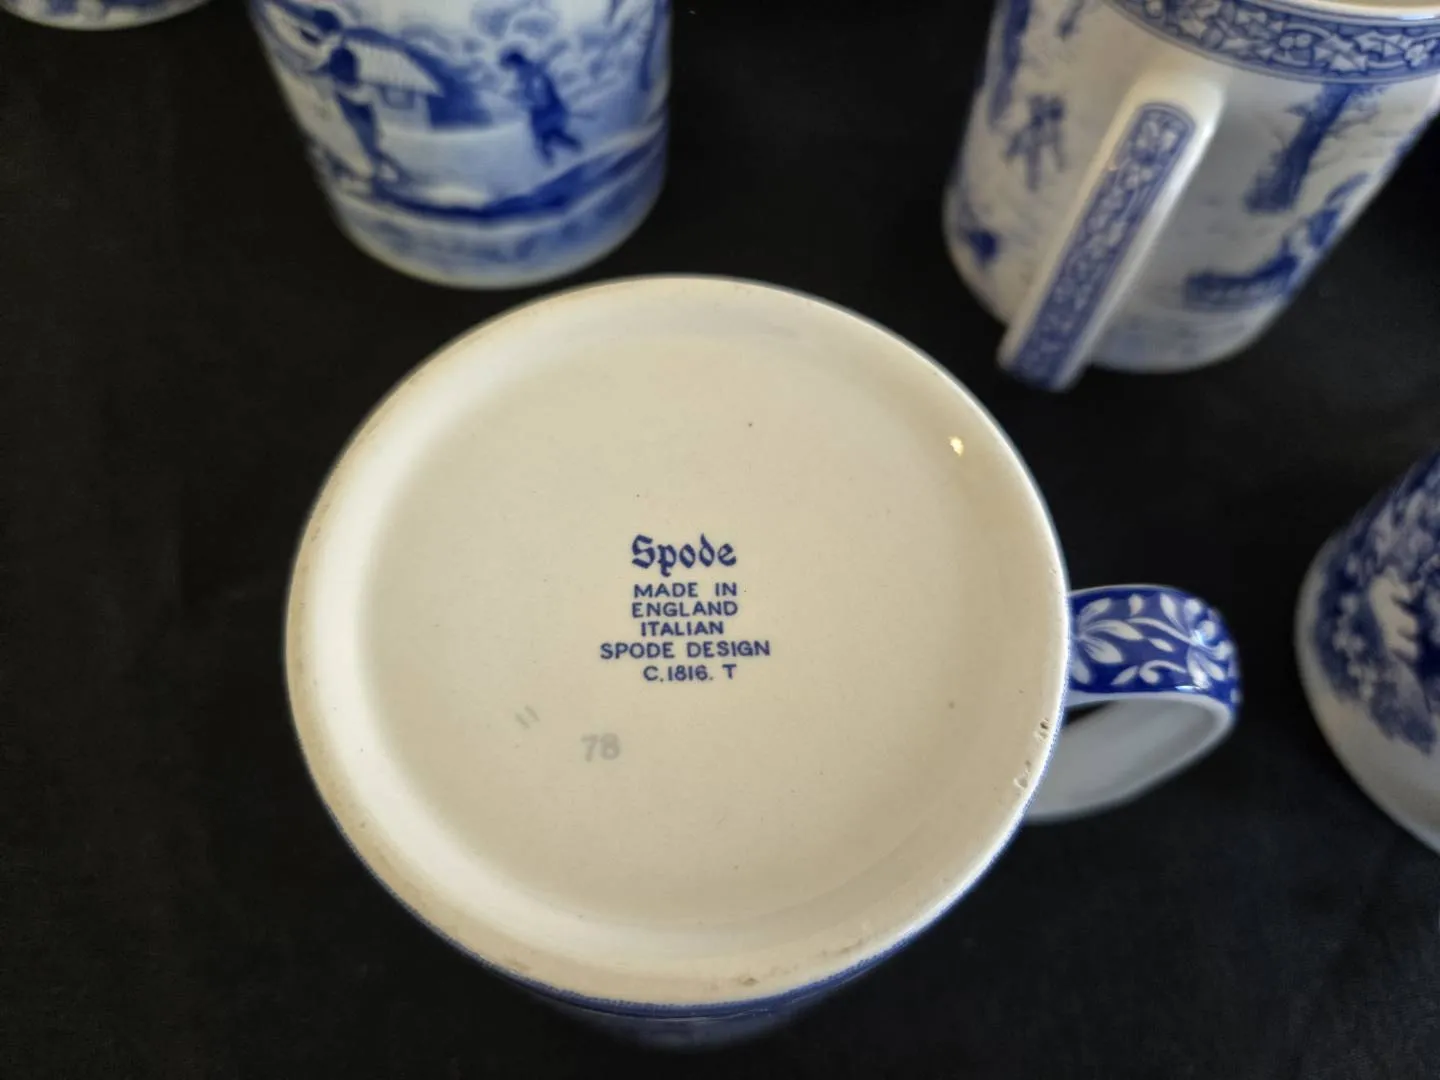 Spode
MADE IN
ENGLAND
ITALIAN
SPODE DESIGN
C.1816. T
78